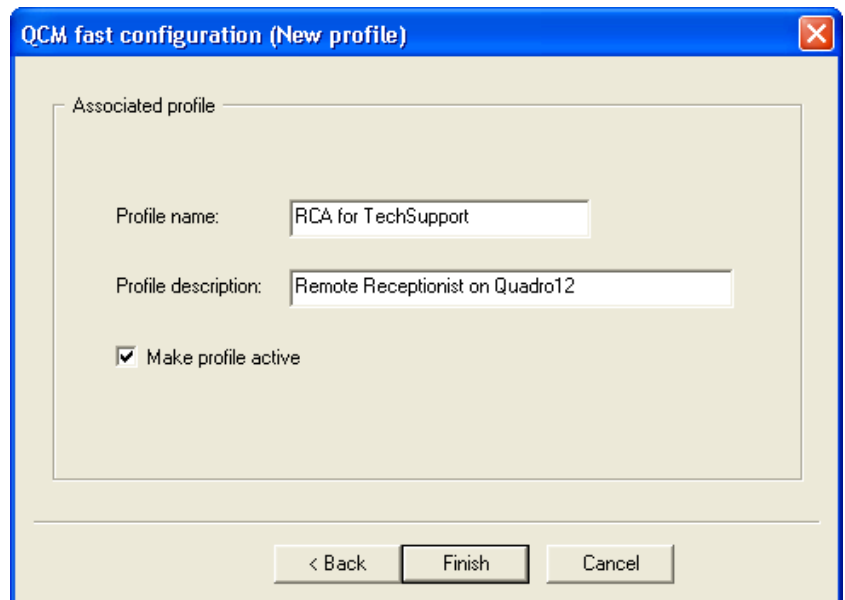 QCM fast configuration (New profile)
Associated profile
Profile name: RCA for TechSupport
Profile description: Remote Receptionist on Quadro12
Make profile active
< Back Finish Cancel